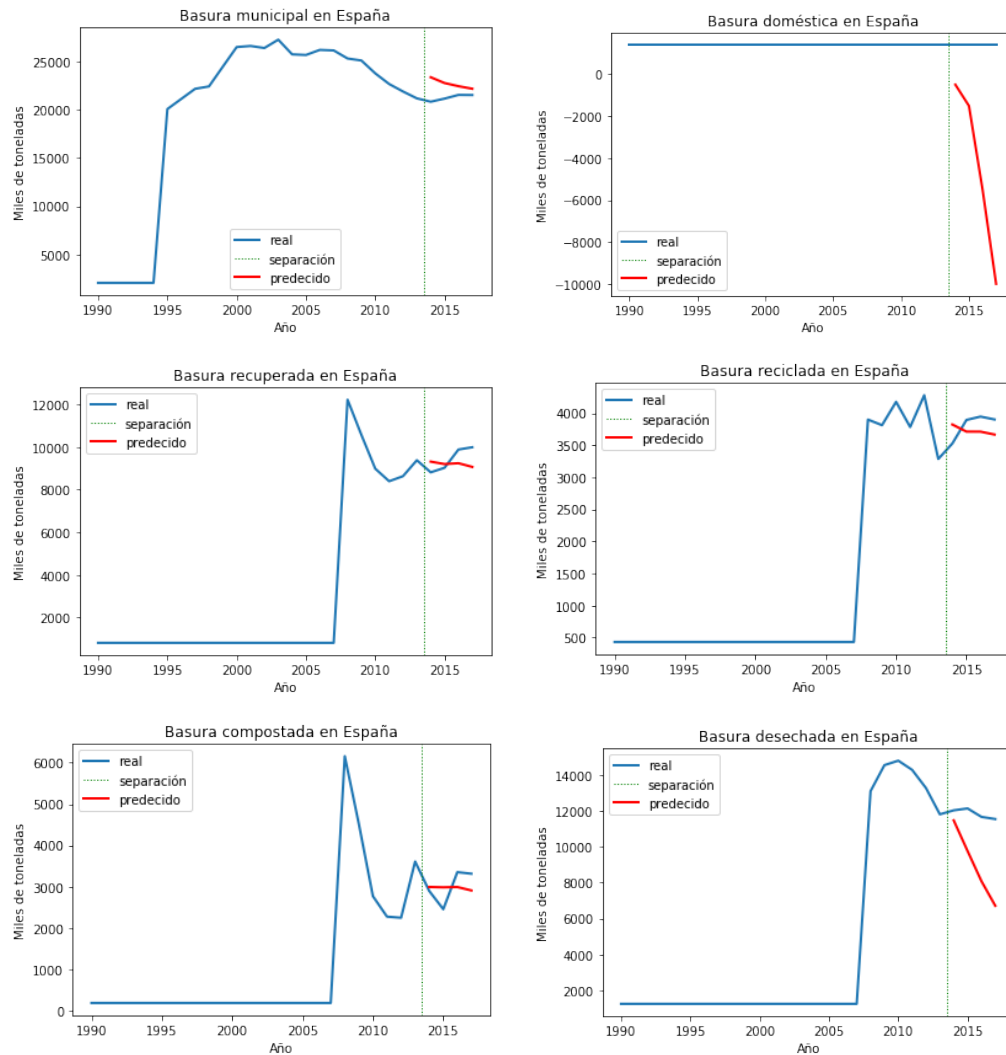 Basura municipal en España
Miles de toneladas
25000
20000
15000
10000
5000
real
separación
predecido
1990
1995
2000
2005
2010
2015
Año
Basura doméstica en España
Miles de toneladas
0
−2000
−4000
−6000
−8000
−10000
real
separación
predecido
1990
1995
2000
2005
2010
2015
Año
Basura recuperada en España
Miles de toneladas
12000
10000
8000
6000
4000
2000
real
separación
predecido
1990
1995
2000
2005
2010
2015
Año
Basura reciclada en España
Miles de toneladas
4000
3500
3000
2500
2000
1500
1000
500
real
separación
predecido
1990
1995
2000
2005
2010
2015
Año
Basura compostada en España
Miles de toneladas
6000
5000
4000
3000
2000
1000
0
real
separación
predecido
1990
1995
2000
2005
2010
2015
Año
Basura desechada en España
Miles de toneladas
14000
12000
10000
8000
6000
4000
2000
real
separación
predecido
1990
1995
2000
2005
2010
2015
Año